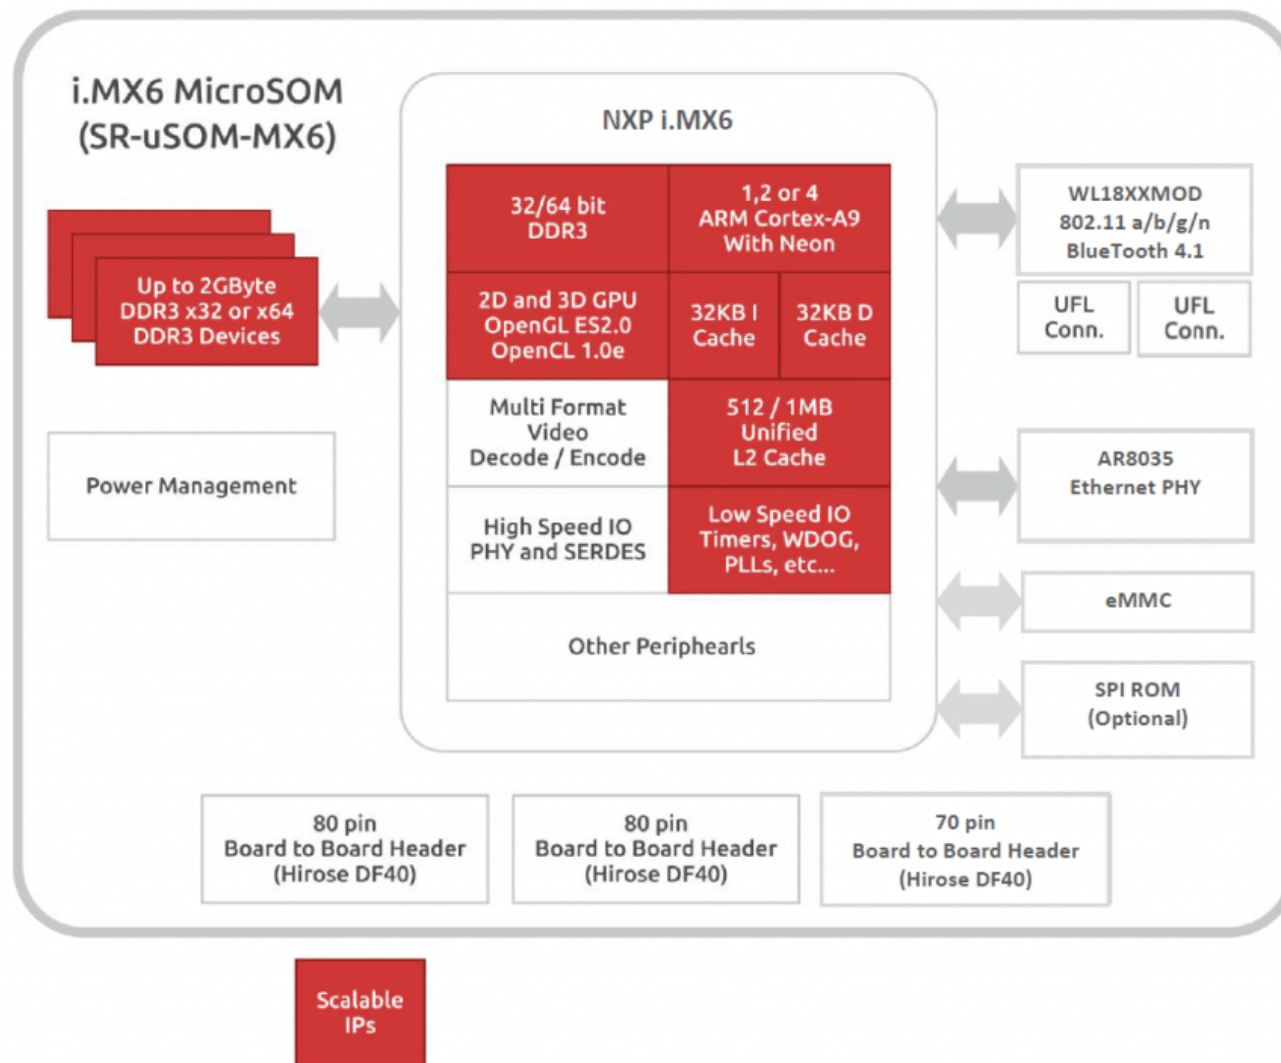 i.MX6 MicroSOM
(SR-uSOM-MX6)
NXP i.MX6
32/64 bit
DDR3
1,2 or 4
ARM Cortex-A9
With Neon
Up to 2GByte
DDR3 x32 or x64
DDR3 Devices
2D and 3D GPU
OpenGL ES2.0
OpenCL 1.0e
32KB I
Cache
32KB D
Cache
Multi Format
Video
Decode / Encode
512 / 1MB
Unified
L2 Cache
Power Management
High Speed IO
PHY and SERDES
Low Speed IO
Timers, WDOG,
PLLs, etc...
Other Periphearls
WL18XXMOD
802.11 a/b/g/n
BlueTooth 4.1
UFL
Conn.
UFL
Conn.
AR8035
Ethernet PHY
eMMC
SPI ROM
(Optional)
80 pin
Board to Board Header
(Hirose DF40)
80 pin
Board to Board Header
(Hirose DF40)
70 pin
Board to Board Header
(Hirose DF40)
Scalable
IPs